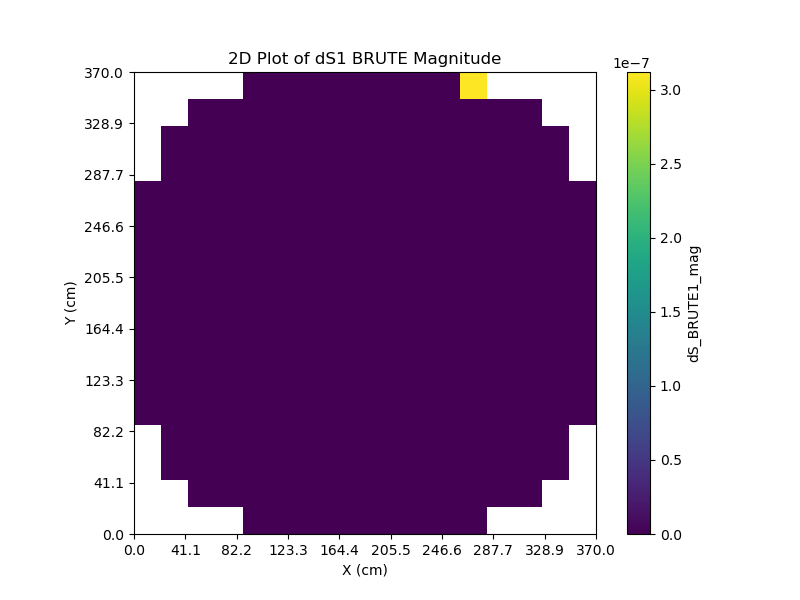 2D Plot of dS1 BRUTE Magnitude
1e−7
370.0
328.9
287.7
246.6
205.5
164.4
123.3
82.2
41.1
0.0
Y (cm)
0.0 41.1 82.2 123.3 164.4 205.5 246.6 287.7 328.9 370.0
X (cm)
3.0
2.5
2.0
1.5
1.0
0.5
0.0
dS_BRUTE1_mag